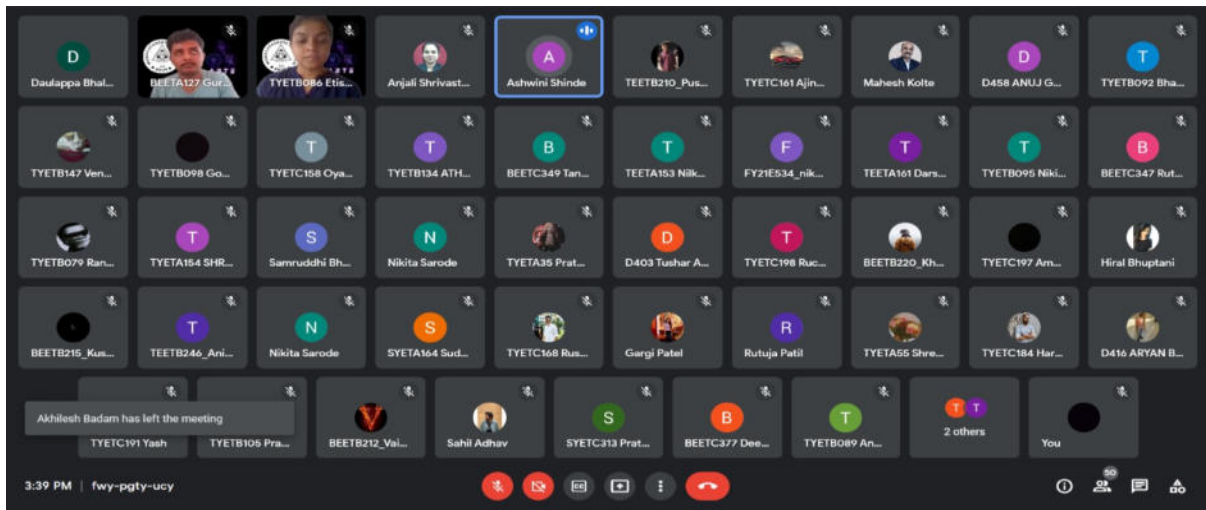 D
Daulappa Bhal...
BEETA127 Gur...
TYETB086 Etis...
Anjali Shrivast...
A
Ashwini Shinde
TEETB210_Pus...
TYETC161 Ajin...
Mahesh Kolte
D
D458 ANUJ G...
T
TYETB092 Bha...
TYETB147 Ven...
TYETB098 Go...
T
TYETC158 Oya...
T
TYETB134 ATH...
B
BEETC349 Tan...
T
TEETA153 Nilk...
F
FY21E534_nik...
T
TEETA161 Dars...
T
TYETB095 Niki...
B
BEETC347 Rut...
TYETB079 Ran...
T
TYETA154 SHR...
S
Samruddhi Bh...
N
Nikita Sarode
TYETA35 Prat...
D
D403 Tushar A...
T
TYETC198 Ruc...
BEETB220_Kh...
TYETC197 Am...
Hiral Bhuptani
BEETB215_Kus...
T
TEETB246_Ani...
N
Nikita Sarode
S
SYETA164 Sud...
TYETC168 Rus...
Gargi Patel
R
Rutuja Patil
TYETA55 Shre...
TYETC184 Har...
D416 ARYAN B...
Akhilesh Badam has left the meeting
TYETC191 Yash
TYETB105 Pra...
BEETB212_Vai...
Sahil Adhav
S
SYETC313 Prat...
B
BEETC377 Dee...
T
TYETB089 An...
T T
2 others
You
3:39 PM | fwy-pgty-ucy
CC
50